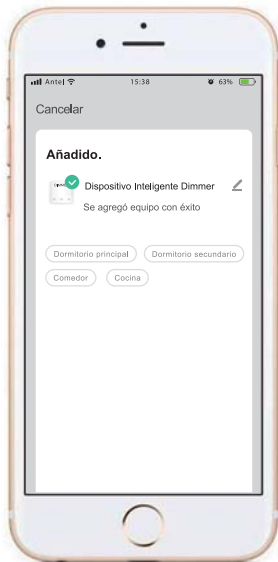 Antel 15:38 63%
Cancelar
Añadido.
Dispositivo Inteligente Dimmer
Se agregó equipo con éxito
Dormitorio principal Dormitorio secundario
Comedor Cocina